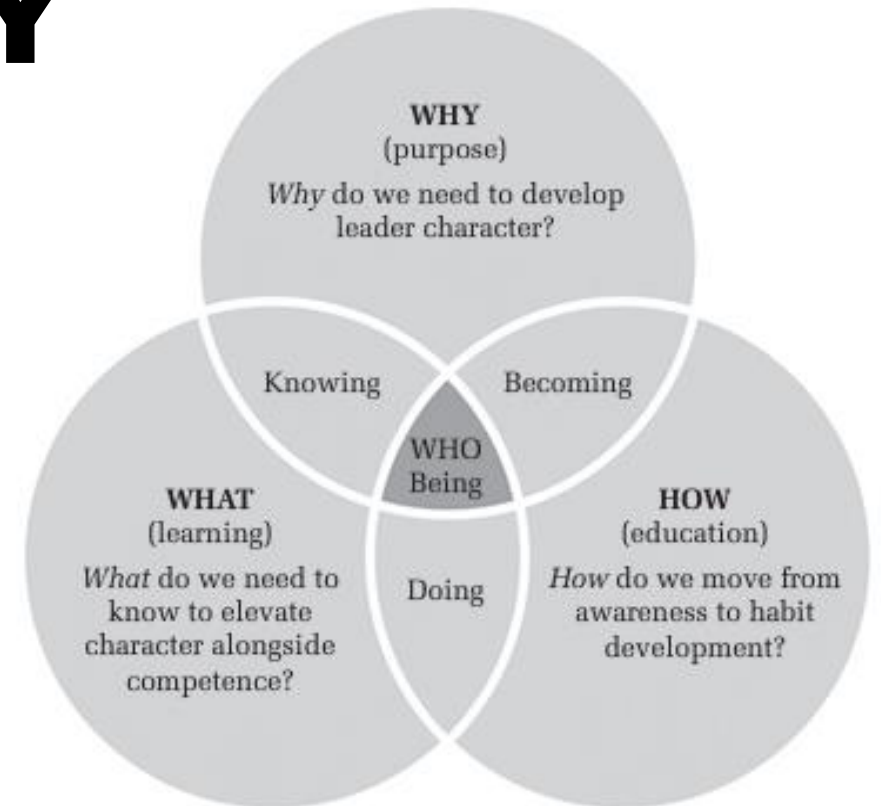 Y
WHY
(purpose)
Why do we need to develop
leader character?
Knowing
Becoming
WHO
Being
WHAT
(learning)
What do we need to
know to elevate
character alongside
competence?
Doing
HOW
(education)
How do we move from
awareness to habit
development?